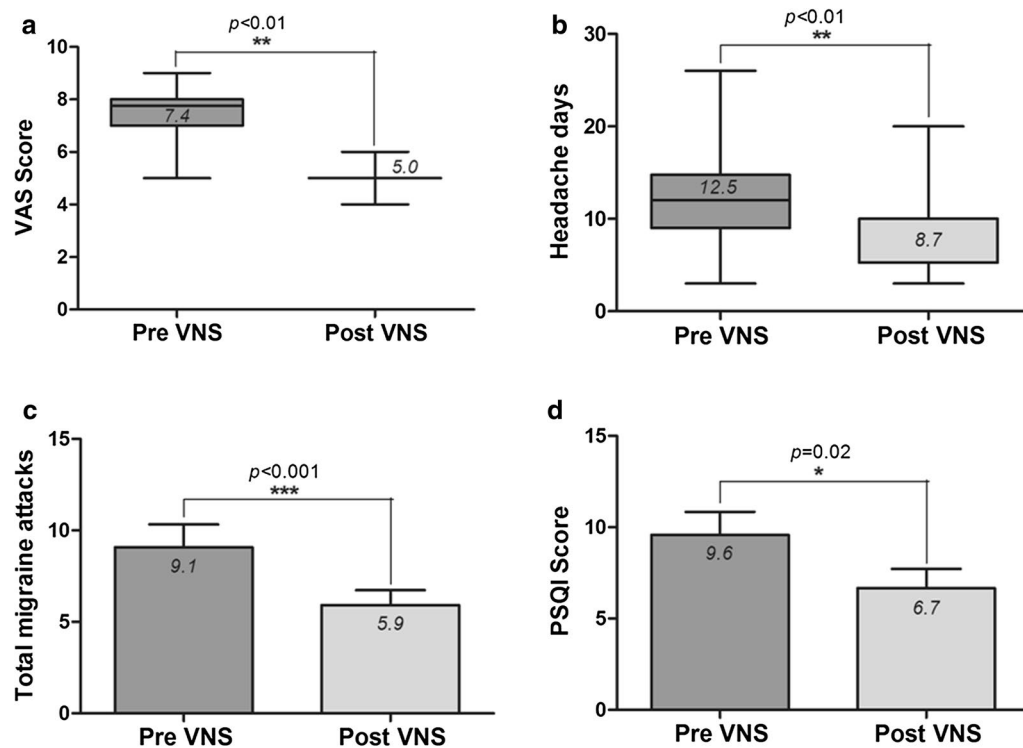 a
p<0.01
**
10
8
6
4
2
0
VAS Score
7.4
5.0
Pre VNS
Post VNS
b
p<0.01
**
30
20
10
0
Headache days
12.5
8.7
Pre VNS
Post VNS
c
p<0.001
***
15
10
5
0
Total migraine attacks
9.1
5.9
Pre VNS
Post VNS
d
p=0.02
*
15
10
5
0
PSQI Score
9.6
6.7
Pre VNS
Post VNS